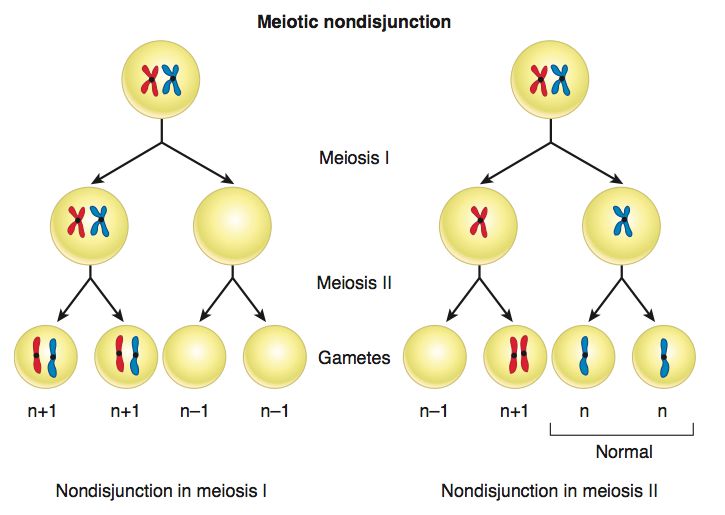 Meiotic nondisjunction
Meiosis I
Meiosis II
Gametes
n+1 n+1 n–1 n–1 n–1 n+1 n n
Normal
Nondisjunction in meiosis I
Nondisjunction in meiosis II